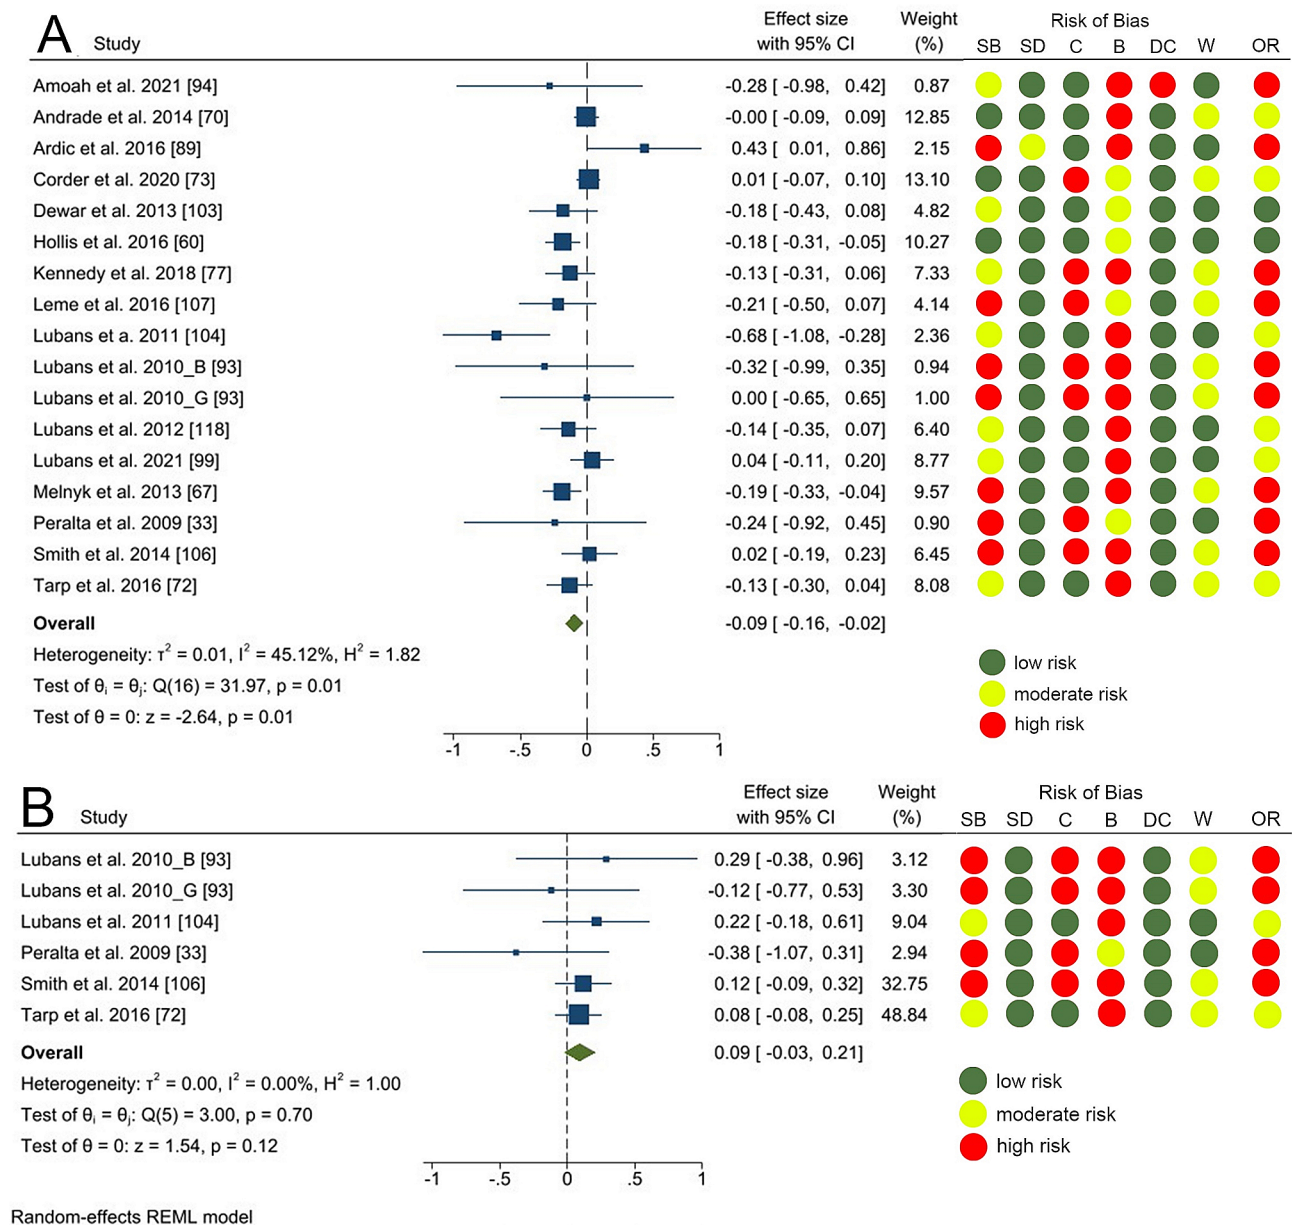 A Study Effect size with 95% CI Weight (%) Risk of Bias SB SD C B DC W OR
Amoah et al. 2021 [94] -0.28 [ -0.98, 0.42] 0.87
Andrade et al. 2014 [70] -0.00 [ -0.09, 0.09] 12.85
Ardic et al. 2016 [89] 0.43 [ 0.01, 0.86] 2.15
Corder et al. 2020 [73] 0.01 [ -0.07, 0.10] 13.10
Dewar et al. 2013 [103] -0.18 [ -0.43, 0.08] 4.82
Hollis et al. 2016 [60] -0.18 [ -0.31, -0.05] 10.27
Kennedy et al. 2018 [77] -0.13 [ -0.31, 0.06] 7.33
Leme et al. 2016 [107] -0.21 [ -0.50, 0.07] 4.14
Lubans et a. 2011 [104] -0.68 [ -1.08, -0.28] 2.36
Lubans et al. 2010_B [93] -0.32 [ -0.99, 0.35] 0.94
Lubans et al. 2010_G [93] 0.00 [ -0.65, 0.65] 1.00
Lubans et al. 2012 [118] -0.14 [ -0.35, 0.07] 6.40
Lubans et al. 2021 [99] 0.04 [ -0.11, 0.20] 8.77
Melnyk et al. 2013 [67] -0.19 [ -0.33, -0.04] 9.57
Peralta et al. 2009 [33] -0.24 [ -0.92, 0.45] 0.90
Smith et al. 2014 [106] 0.02 [ -0.19, 0.23] 6.45
Tarp et al. 2016 [72] -0.13 [ -0.30, 0.04] 8.08
Overall -0.09 [ -0.16, -0.02]
Heterogeneity: τ² = 0.01, I² = 45.12%, H² = 1.82
Test of θᵢ = θⱼ: Q(16) = 31.97, p = 0.01
Test of θ = 0: z = -2.64, p = 0.01
low risk
moderate risk
high risk
-1 -.5 0 .5 1
B Study Effect size with 95% CI Weight (%) Risk of Bias SB SD C B DC W OR
Lubans et al. 2010_B [93] 0.29 [ -0.38, 0.96] 3.12
Lubans et al. 2010_G [93] -0.12 [ -0.77, 0.53] 3.30
Lubans et al. 2011 [104] 0.22 [ -0.18, 0.61] 9.04
Peralta et al. 2009 [33] -0.38 [ -1.07, 0.31] 2.94
Smith et al. 2014 [106] 0.12 [ -0.09, 0.32] 32.75
Tarp et al. 2016 [72] 0.08 [ -0.08, 0.25] 48.84
Overall 0.09 [ -0.03, 0.21]
Heterogeneity: τ² = 0.00, I² = 0.00%, H² = 1.00
Test of θᵢ = θⱼ: Q(5) = 3.00, p = 0.70
Test of θ = 0: z = 1.54, p = 0.12
low risk
moderate risk
high risk
-1 -.5 0 .5 1
Random-effects REML model